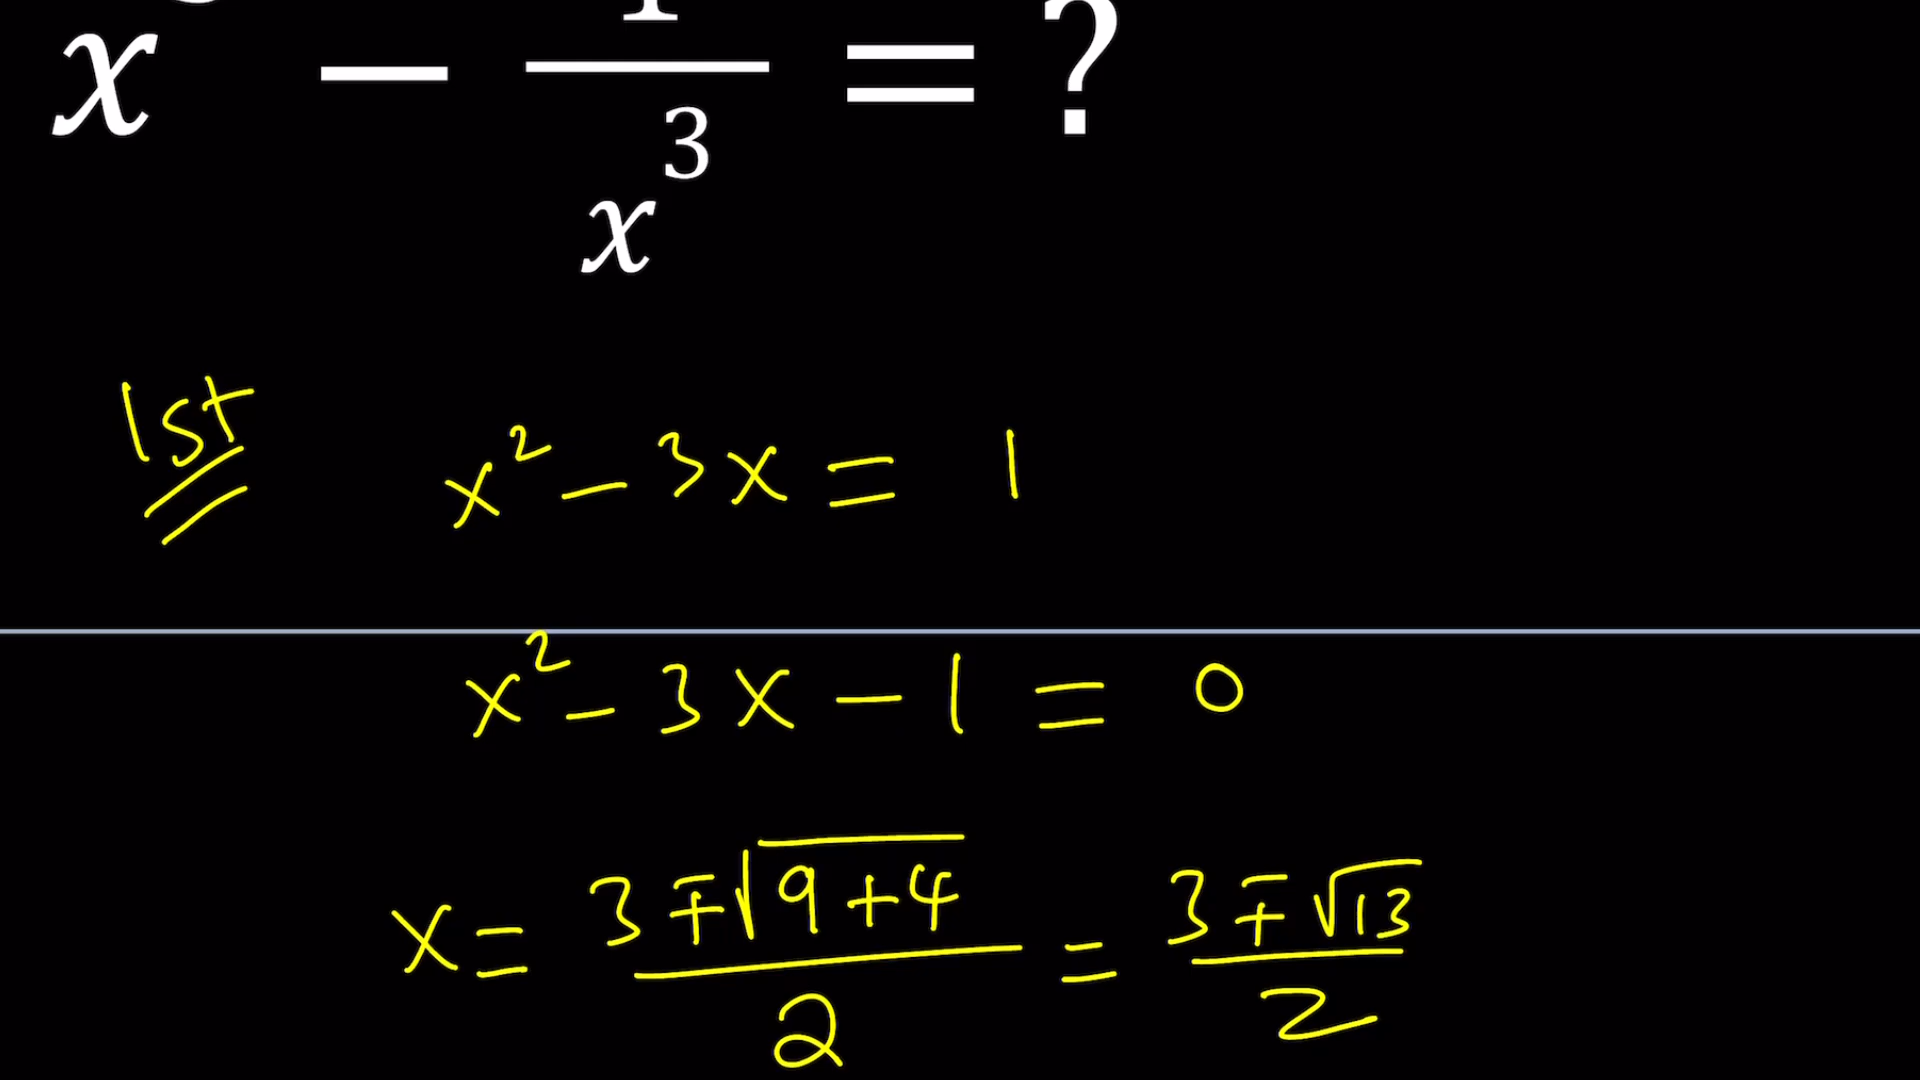 x − 1/x³ = ?
1st x² − 3x = 1
x² − 3x − 1 = 0
x = (3 ∓ √(9 + 4))/2 = (3 ∓ √13)/2